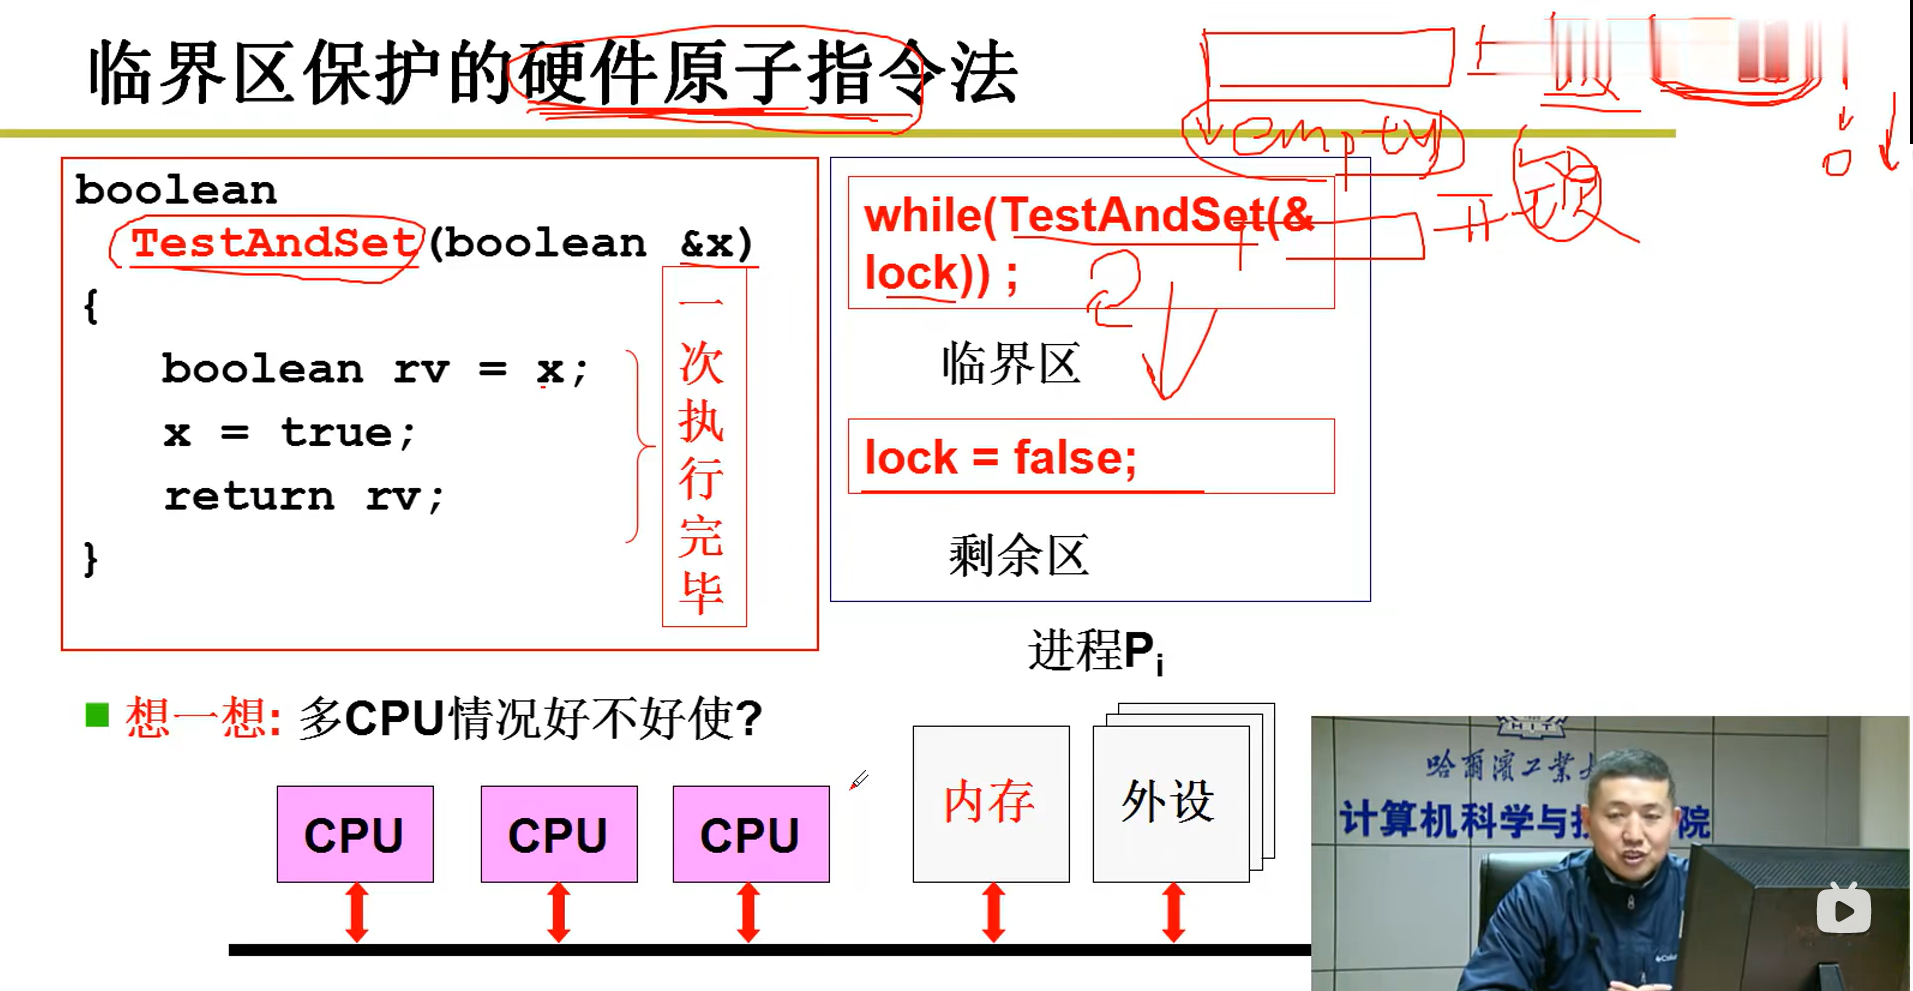 临界区保护的硬件原子指令法
boolean
TestAndSet(boolean &x)
{
boolean rv = x;
x = true;
return rv;
}
一次执行完毕
empty
开锁
while(TestAndSet(&
lock)) ;
临界区
lock = false;
剩余区
进程Pi
想一想: 多CPU情况好不好使?
CPU
CPU
CPU
内存
外设
哈尔滨工业大
计算机科学与技
院